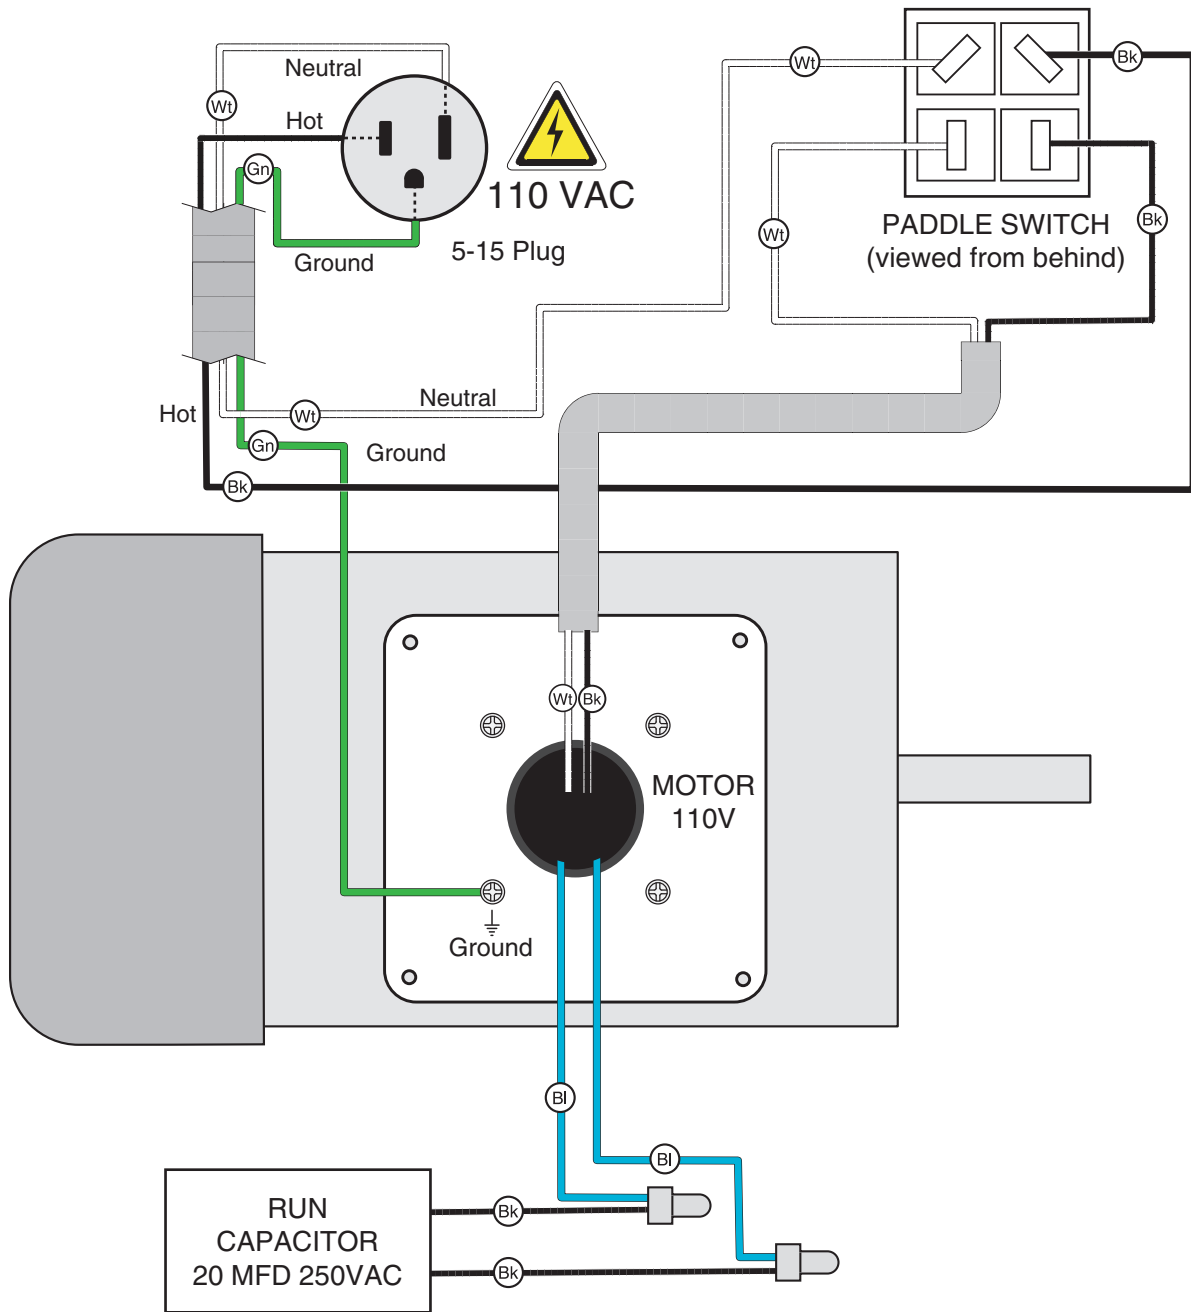 Neutral
Wt
Bk
Wt
Hot
Gn
110 VAC
Ground
5-15 Plug
PADDLE SWITCH
(viewed from behind)
Bk
Wt
Hot
Neutral
Wt
Gn
Ground
Bk
Wt
Bk
MOTOR
110V
Ground
Bl
Bl
RUN
CAPACITOR
20 MFD 250VAC
Bk
Bk